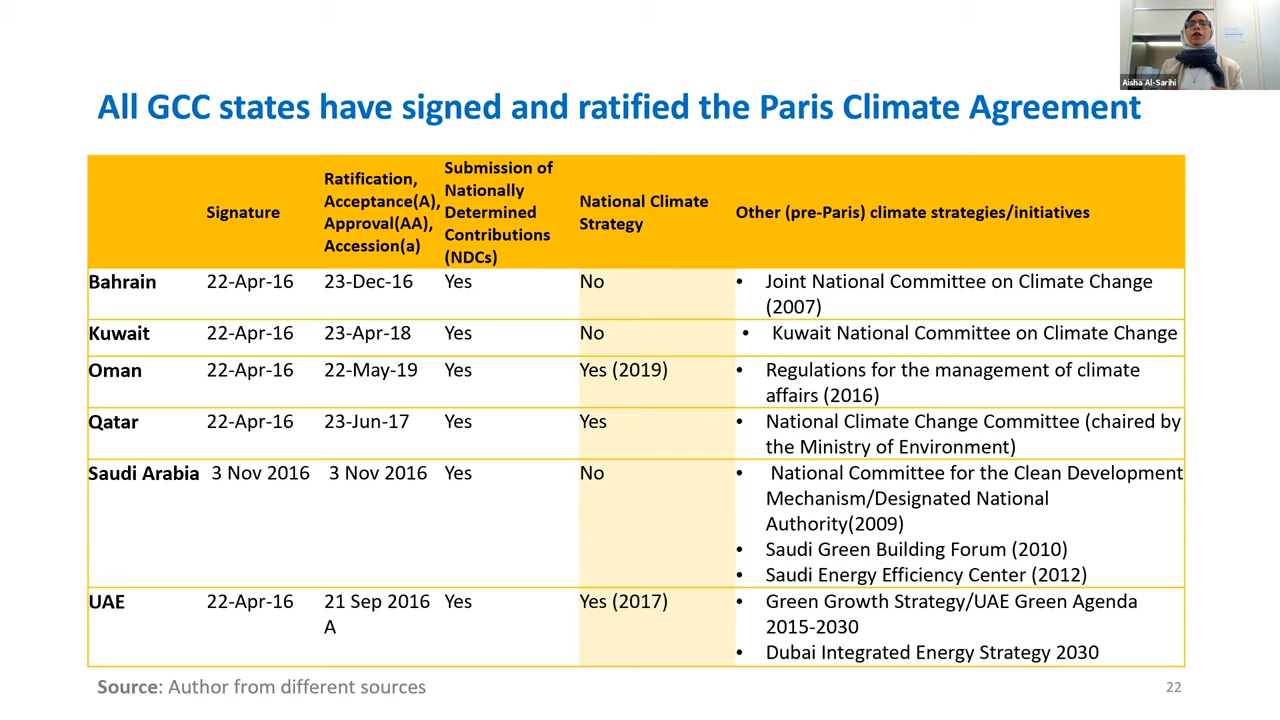 Aisha Al-Sarihi
All GCC states have signed and ratified the Paris Climate Agreement
Signature
Ratification,
Acceptance(A),
Approval(AA),
Accession(a)
Submission of
Nationally
Determined
Contributions
(NDCs)
National Climate
Strategy
Other (pre-Paris) climate strategies/initiatives
Bahrain 22-Apr-16 23-Dec-16 Yes No • Joint National Committee on Climate Change
(2007)
Kuwait 22-Apr-16 23-Apr-18 Yes No • Kuwait National Committee on Climate Change
Oman 22-Apr-16 22-May-19 Yes Yes (2019) • Regulations for the management of climate
affairs (2016)
Qatar 22-Apr-16 23-Jun-17 Yes Yes • National Climate Change Committee (chaired by
the Ministry of Environment)
Saudi Arabia 3 Nov 2016 3 Nov 2016 Yes No • National Committee for the Clean Development
Mechanism/Designated National
Authority(2009)
• Saudi Green Building Forum (2010)
• Saudi Energy Efficiency Center (2012)
UAE 22-Apr-16 21 Sep 2016 Yes Yes (2017) • Green Growth Strategy/UAE Green Agenda
A 2015-2030
• Dubai Integrated Energy Strategy 2030
Source: Author from different sources
22